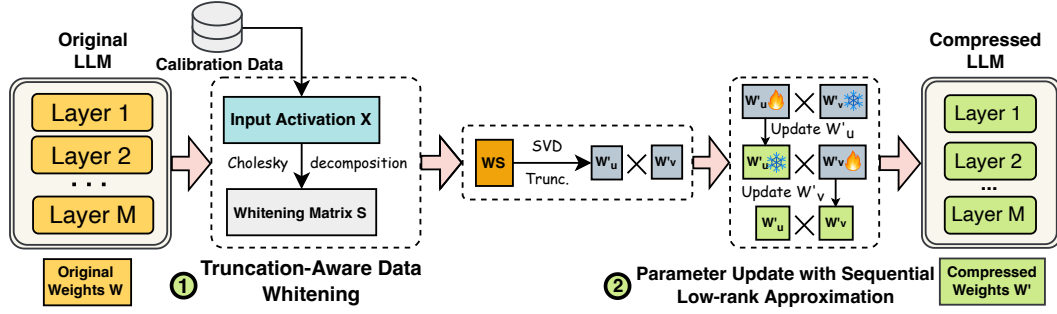 Original
LLM
Layer 1
Layer 2
...
Layer M
Original
Weights W
Calibration Data
Input Activation X
Cholesky decomposition
Whitening Matrix S
1 Truncation-Aware Data
Whitening
WS
SVD
Trunc.
W'u
W'v
W'u
W'v
Update W'u
W'u
W'v
Update W'v
W'u
W'v
2 Parameter Update with Sequential
Low-rank Approximation
Compressed
LLM
Layer 1
Layer 2
...
Layer M
Compressed
Weights W'